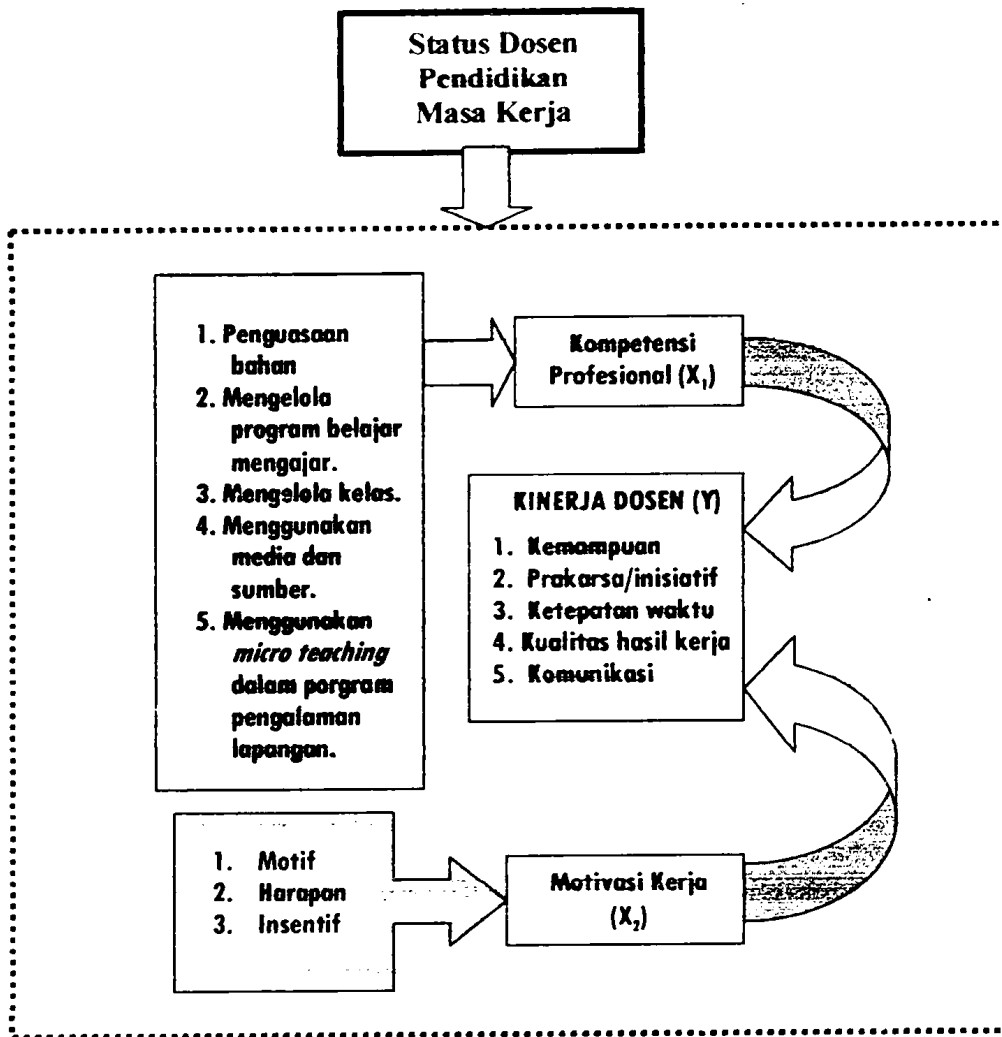 Status Dosen
Pendidikan
Masa Kerja
1. Penguasaan
bahan
2. Mengelola
program belajar
mengajar.
3. Mengelola kelas.
4. Menggunakan
media dan
sumber.
5. Menggunakan
micro teaching
dalam porgram
pengalaman
lapangan.
Kompetensi
Profesional (X₁)
KINERJA DOSEN (Y)
1. Kemampuan
2. Prakarsa/inisiatif
3. Ketepatan waktu
4. Kualitas hasil kerja
5. Komunikasi
1. Motif
2. Harapan
3. Insentif
Motivasi Kerja
(X₂)